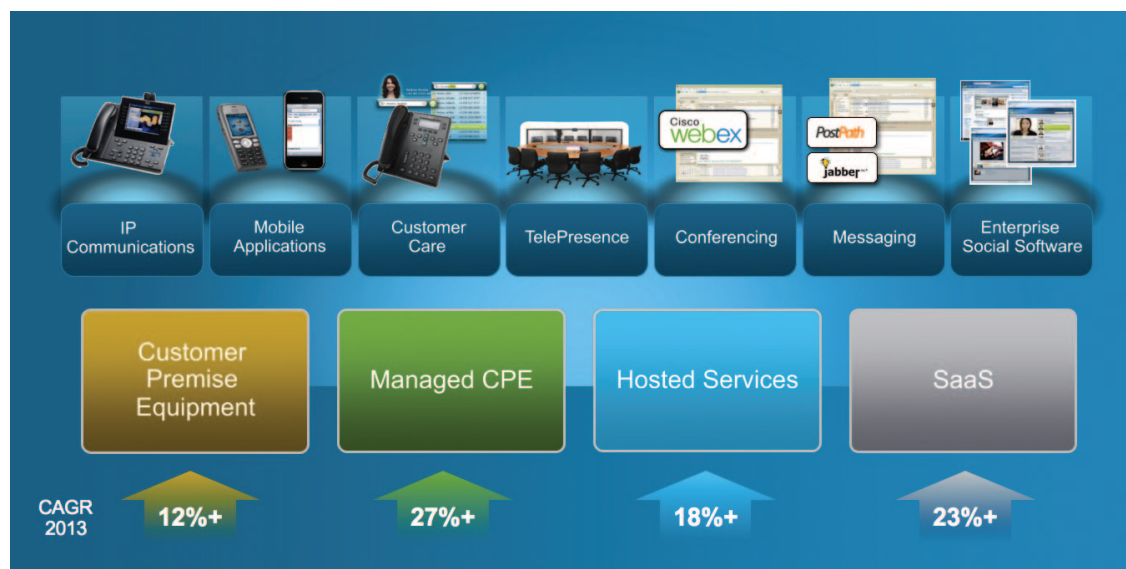 Cisco
webex
PostPath
jabber
IP
Communications
Mobile
Applications
Customer
Care
TelePresence
Conferencing
Messaging
Enterprise
Social Software
Customer
Premise
Equipment
Managed CPE
Hosted Services
SaaS
CAGR
2013
12%+
27%+
18%+
23%+